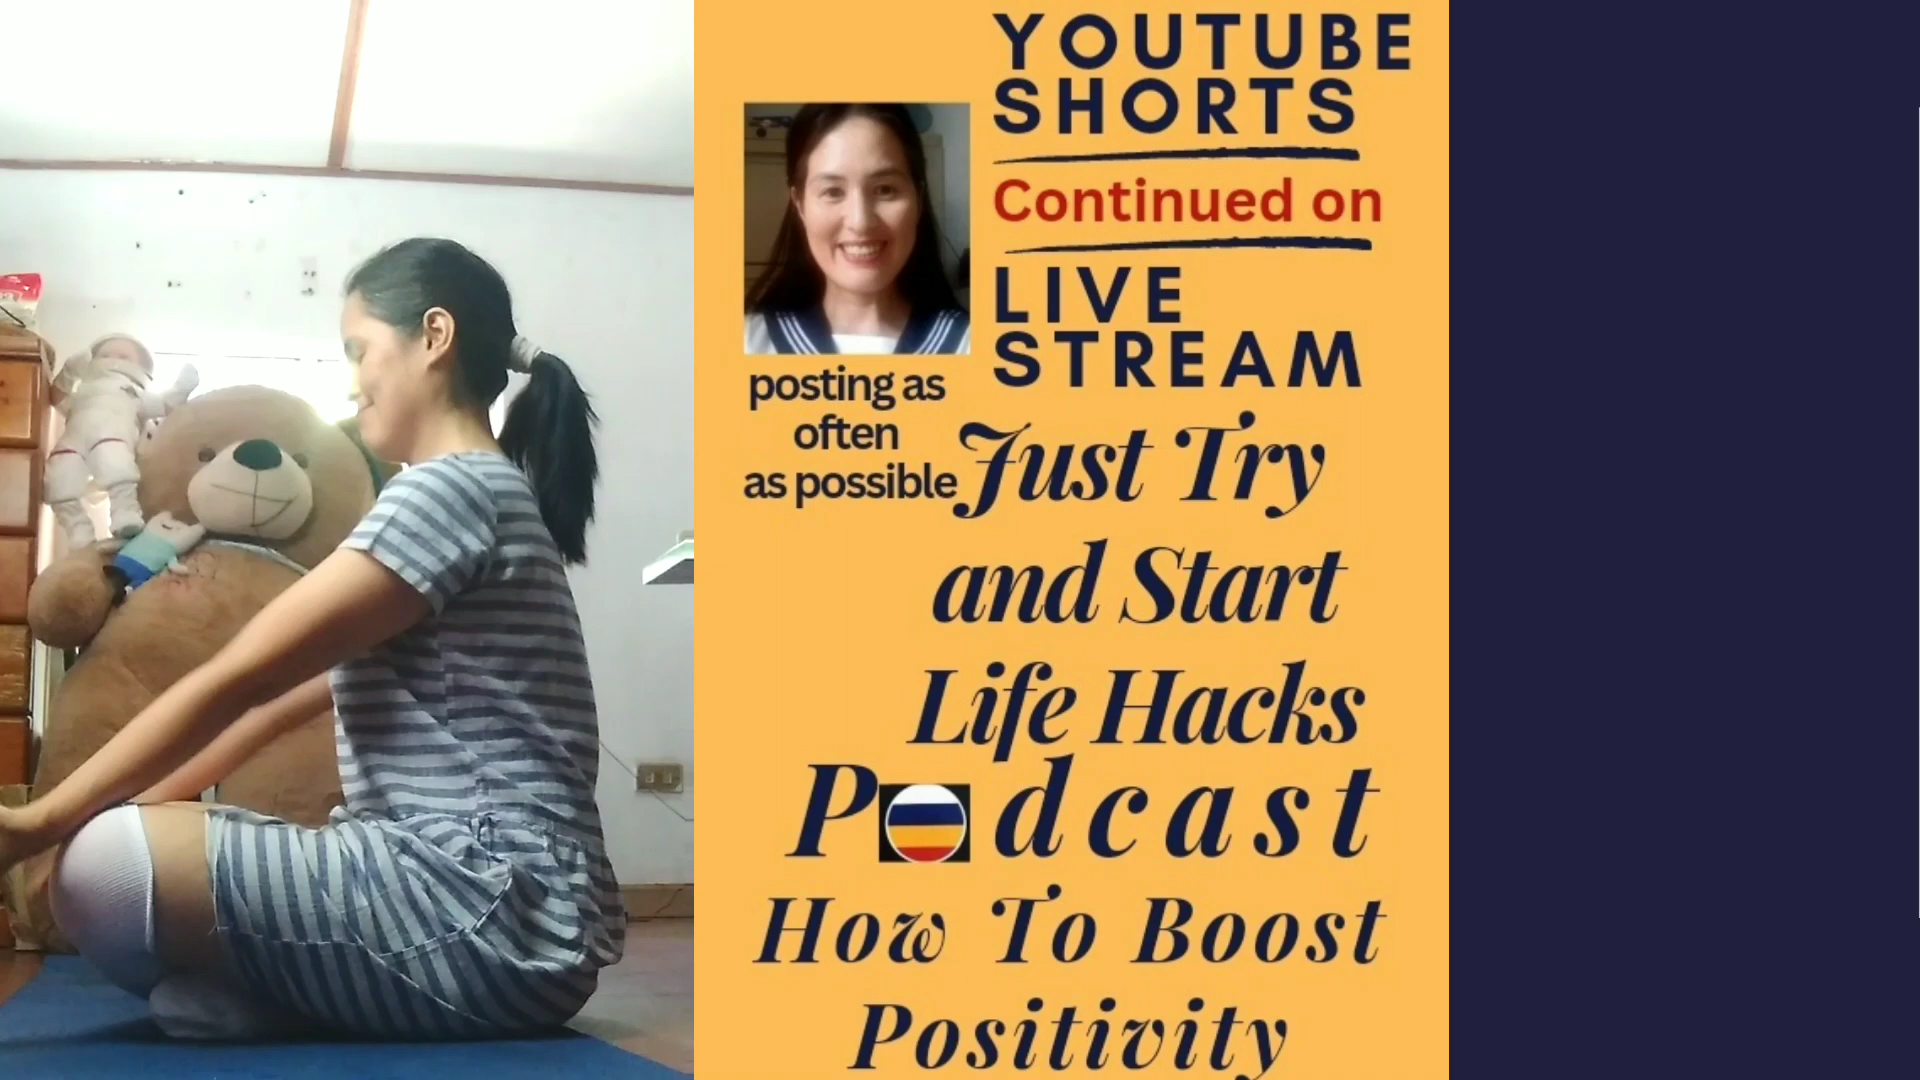 YOUTUBE
SHORTS
Continued on
LIVE
STREAM
posting as
often
as possible
Just Try
and Start
Life Hacks
Podcast
How To Boost
Positivity